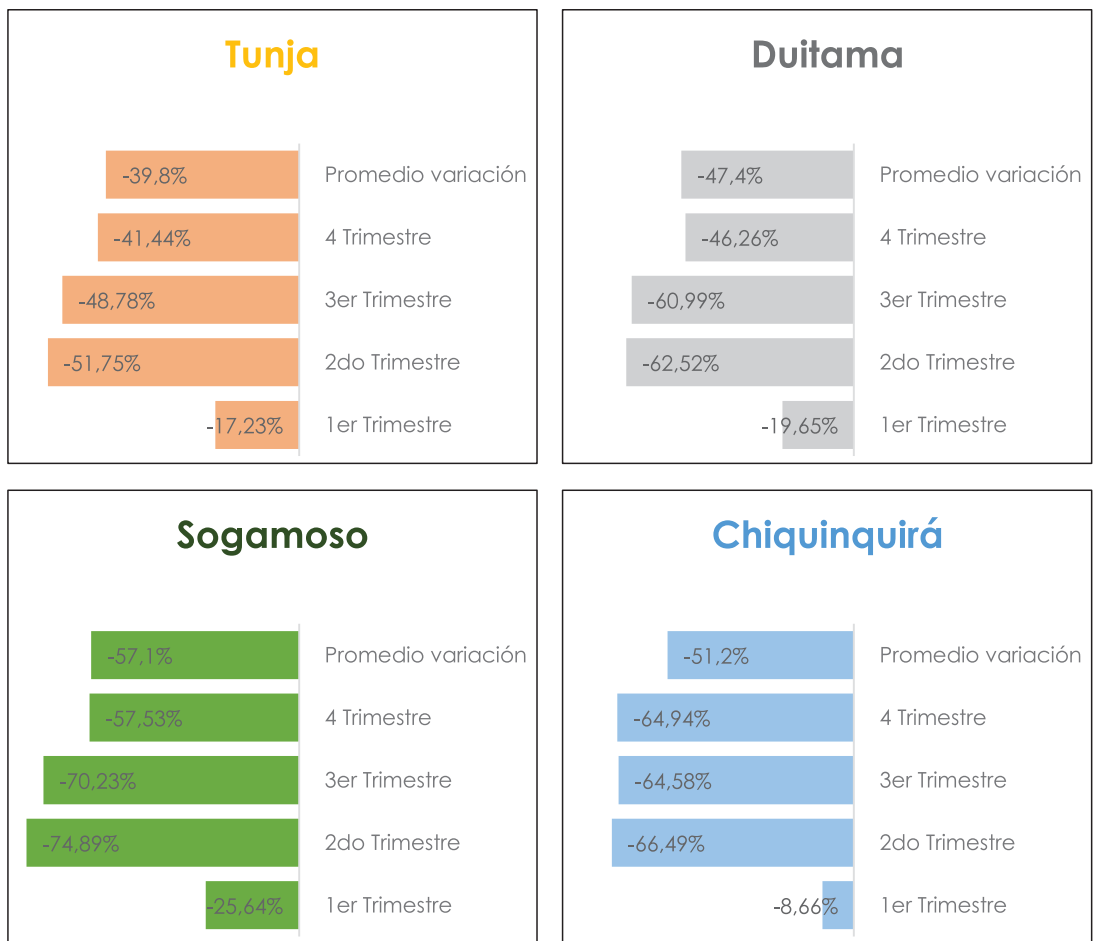 Tunja
-39,8% Promedio variación
-41,44% 4 Trimestre
-48,78% 3er Trimestre
-51,75% 2do Trimestre
-17,23% 1er Trimestre
Duitama
-47,4% Promedio variación
-46,26% 4 Trimestre
-60,99% 3er Trimestre
-62,52% 2do Trimestre
-19,65% 1er Trimestre
Sogamoso
-57,1% Promedio variación
-57,53% 4 Trimestre
-70,23% 3er Trimestre
-74,89% 2do Trimestre
-25,64% 1er Trimestre
Chiquinquirá
-51,2% Promedio variación
-64,94% 4 Trimestre
-64,58% 3er Trimestre
-66,49% 2do Trimestre
-8,66% 1er Trimestre